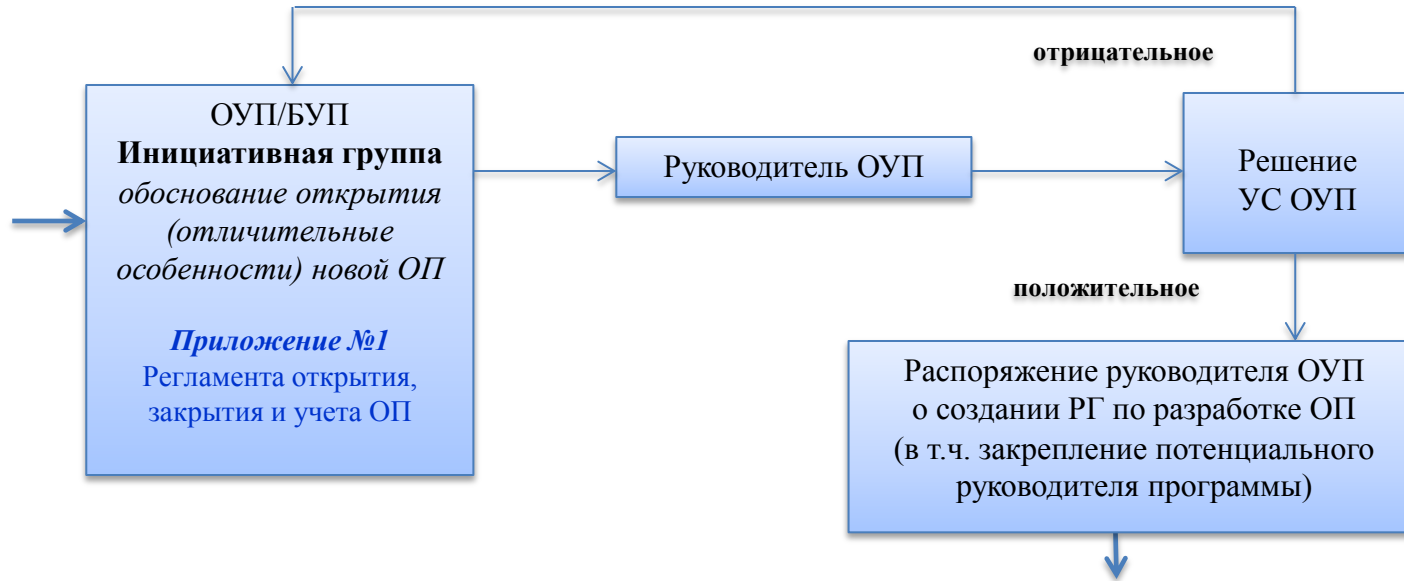 отрицательное
ОУП/БУП
Инициативная группа
обоснование открытия
(отличительные
особенности) новой ОП
Приложение №1
Регламента открытия,
закрытия и учета ОП
Руководитель ОУП
Решение
УС ОУП
положительное
Распоряжение руководителя ОУП
о создании РГ по разработке ОП
(в т.ч. закрепление потенциального
руководителя программы)